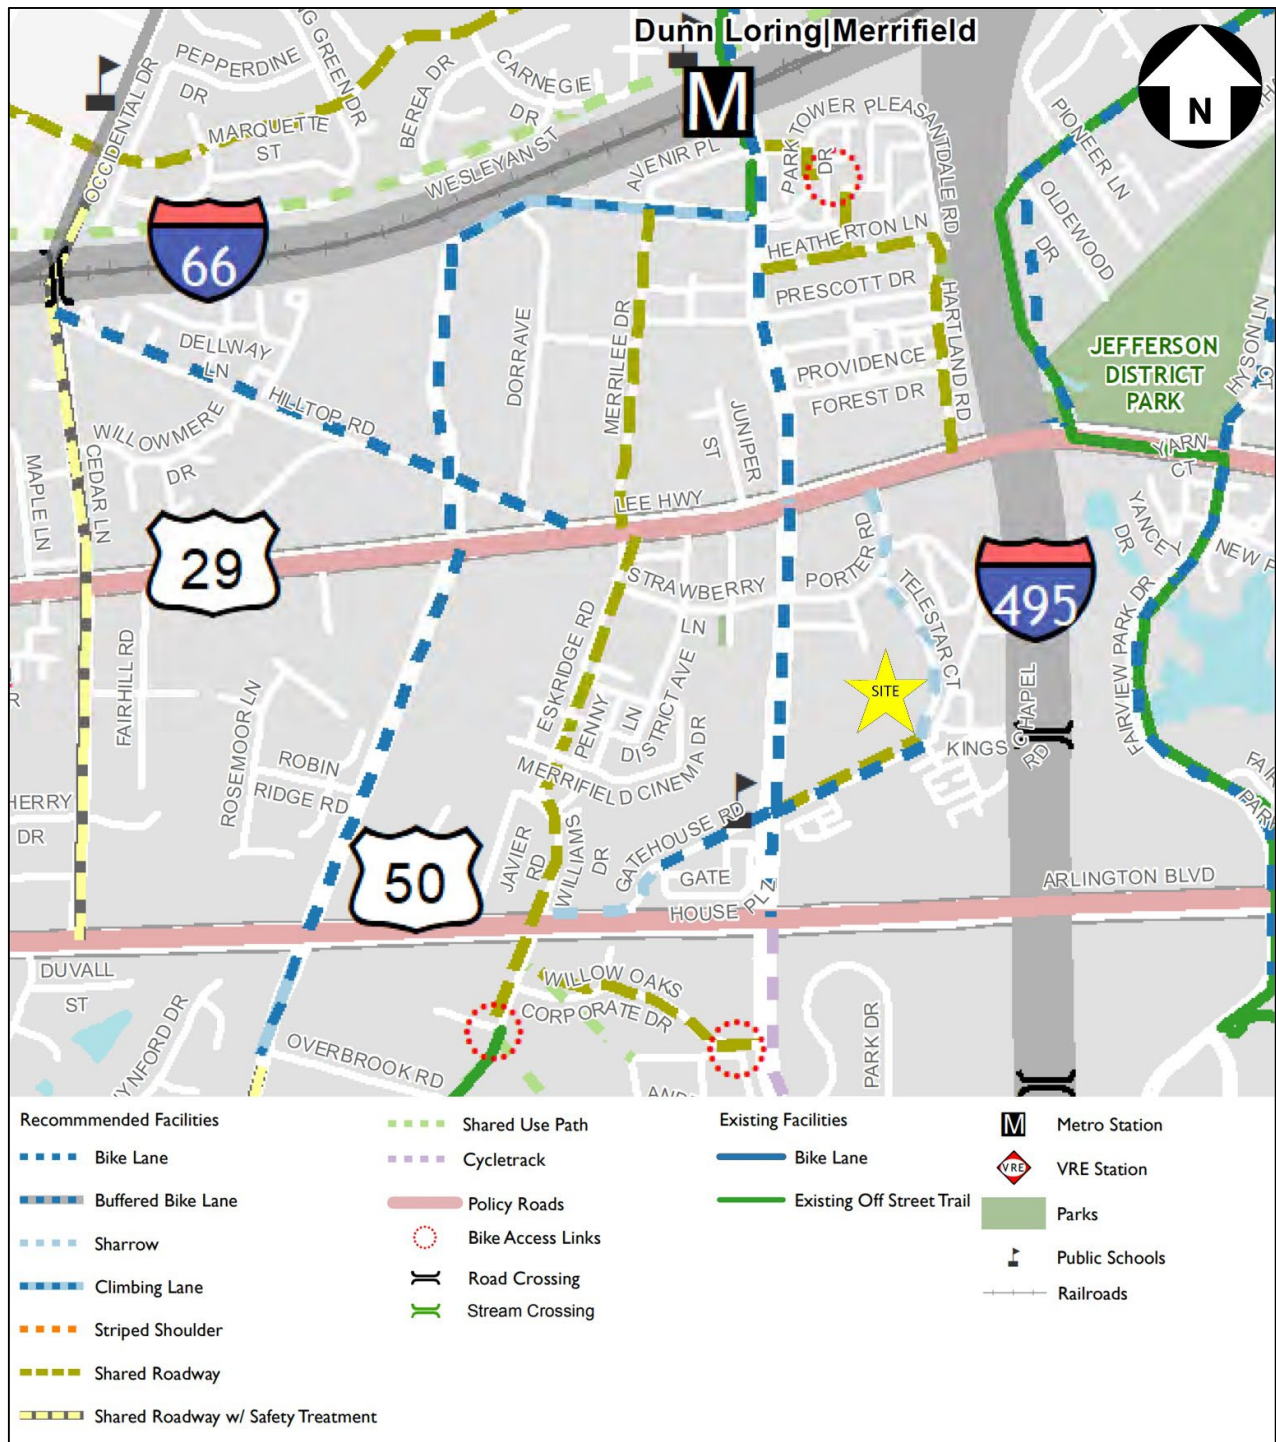 Dunn Loring|Merrifield
M
N
PEPPERDINE
DR
OCCIDENTAL DR
GREEN DR
BEREA DR
CARNEGIE
DR
MARQUETTE
ST
WESLEYAN ST
AVENIR PL
PARK TOWER
DR
PLEASANTDALE RD
PIONEER LN
OLDEWOOD
DR
66
HEATHERTON LN
PRESCOTT DR
HARTLAND RD
PROVIDENCE
FOREST DR
JEFFERSON
DISTRICT
PARK
HYSON LN
CT
DELLWAY
LN
HILLTOP RD
DORRAVE
MERRILEE DR
JUNIPER
ST
WILLOWMERE
DR
MAPLE LN
CEDAR LN
YARN
CT
LEE HWY
29
STRAWBERRY
LN
PORTER RD
TELESTAR CT
495
YANCEY
DR
NEW
FAIRVIEW PARK DR
FAIRHILL RD
ROSEMOOR LN
ESKRIDGE RD
PENNY
LN
DISTRICT AVE
SITE
KINGS CHAPEL
RD
ROBIN
RIDGE RD
MERRIFIELD CINEMA DR
HERRY
DR
R
JAVIER
RD
WILLIAMS
DR
GATEHOUSE RD
GATE
HOUSE PLZ
50
ARLINGTON BLVD
DUVALL
ST
WYNFORD DR
OVERBROOK RD
WILLOW OAKS
CORPORATE DR
PARK DR
Recommmended Facilities
Bike Lane
Buffered Bike Lane
Sharrow
Climbing Lane
Striped Shoulder
Shared Roadway
Shared Roadway w/ Safety Treatment
Shared Use Path
Cycletrack
Policy Roads
Bike Access Links
Road Crossing
Stream Crossing
Existing Facilities
Bike Lane
Existing Off Street Trail
M
Metro Station
VRE
VRE Station
Parks
Public Schools
Railroads